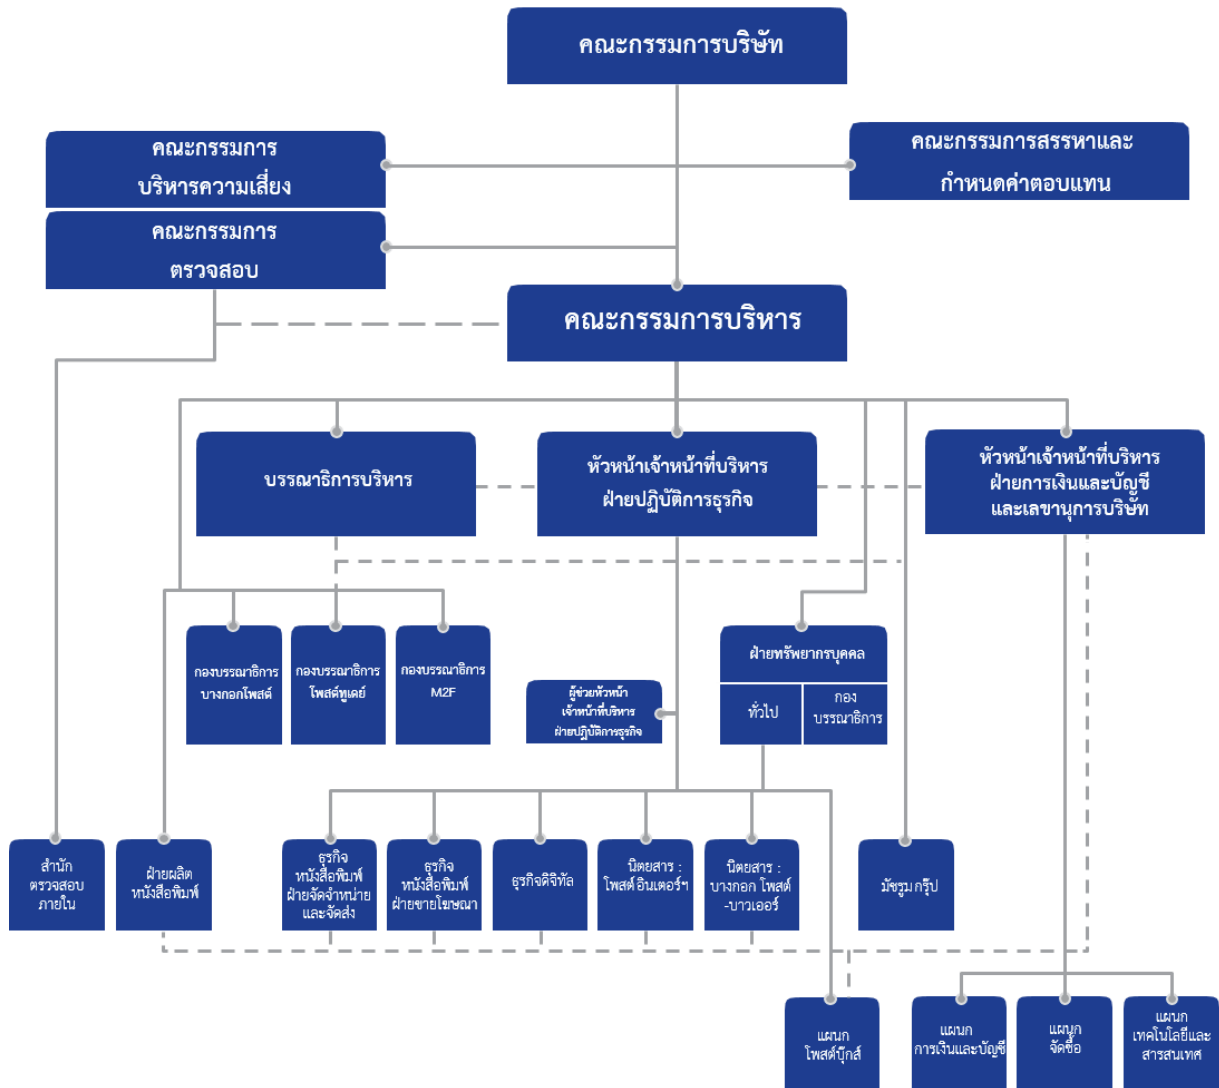 คณะกรรมการบริษัท
คณะกรรมการ
บริหารความเสี่ยง
คณะกรรมการสรรหาและ
กำหนดค่าตอบแทน
คณะกรรมการ
ตรวจสอบ
คณะกรรมการบริหาร
บรรณาธิการบริหาร
หัวหน้าเจ้าหน้าที่บริหาร
ฝ่ายปฏิบัติการธุรกิจ
หัวหน้าเจ้าหน้าที่บริหาร
ฝ่ายการเงินและบัญชี
และเลขานุการบริษัท
กองบรรณาธิการ
บางกอกโพสต์
กองบรรณาธิการ
โพสต์ทูเดย์
กองบรรณาธิการ
M2F
ผู้ช่วยหัวหน้า
เจ้าหน้าที่บริหาร
ฝ่ายปฏิบัติการธุรกิจ
ฝ่ายทรัพยากรบุคคล
ทั่วไป
กอง
บรรณาธิการ
สำนัก
ตรวจสอบ
ภายใน
ฝ่ายผลิต
หนังสือพิมพ์
ธุรกิจ
หนังสือพิมพ์
ฝ่ายจัดจำหน่าย
และจัดส่ง
ธุรกิจ
หนังสือพิมพ์
ฝ่ายขายโฆษณา
ธุรกิจดิจิทัล
นิตยสาร :
โพสต์ อินเตอร์ฯ
นิตยสาร :
บางกอก โพสต์
-บาวเออร์
มัชรูม กรุ๊ป
แผนก
โพสต์บุ๊กส์
แผนก
การเงินและบัญชี
แผนก
จัดซื้อ
แผนก
เทคโนโลยีและ
สารสนเทศ